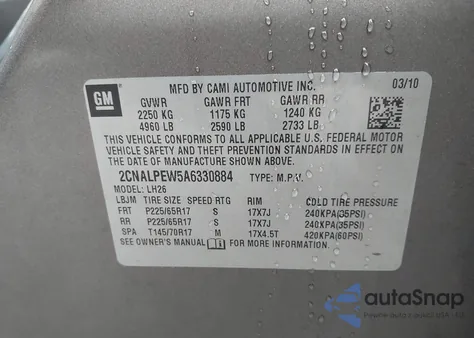 GM
MFD BY CAMI AUTOMOTIVE INC. 03/10
GVWR GAWR FRT GAWR RR
2250 KG 1175 KG 1240 KG
4960 LB 2590 LB 2733 LB
THIS VEHICLE CONFORMS TO ALL APPLICABLE U.S. FEDERAL MOTOR
VEHICLE SAFETY AND THEFT PREVENTION STANDARDS IN EFFECT ON
THE DATE OF MANUFACTURE SHOWN ABOVE.
2CNALPEW5A6330884 TYPE: M.P.V.
MODEL: LH26
LBJM TIRE SIZE SPEED RTG RIM COLD TIRE PRESSURE
FRT P225/65R17 S 17X7J 240KPA(35PSI)
RR P225/65R17 S 17X7J 240KPA(35PSI)
SPA T145/70R17 M 17X4.5T 420KPA(60PSI)
SEE OWNER'S MANUAL FOR MORE INFORMATION.
autoSnap